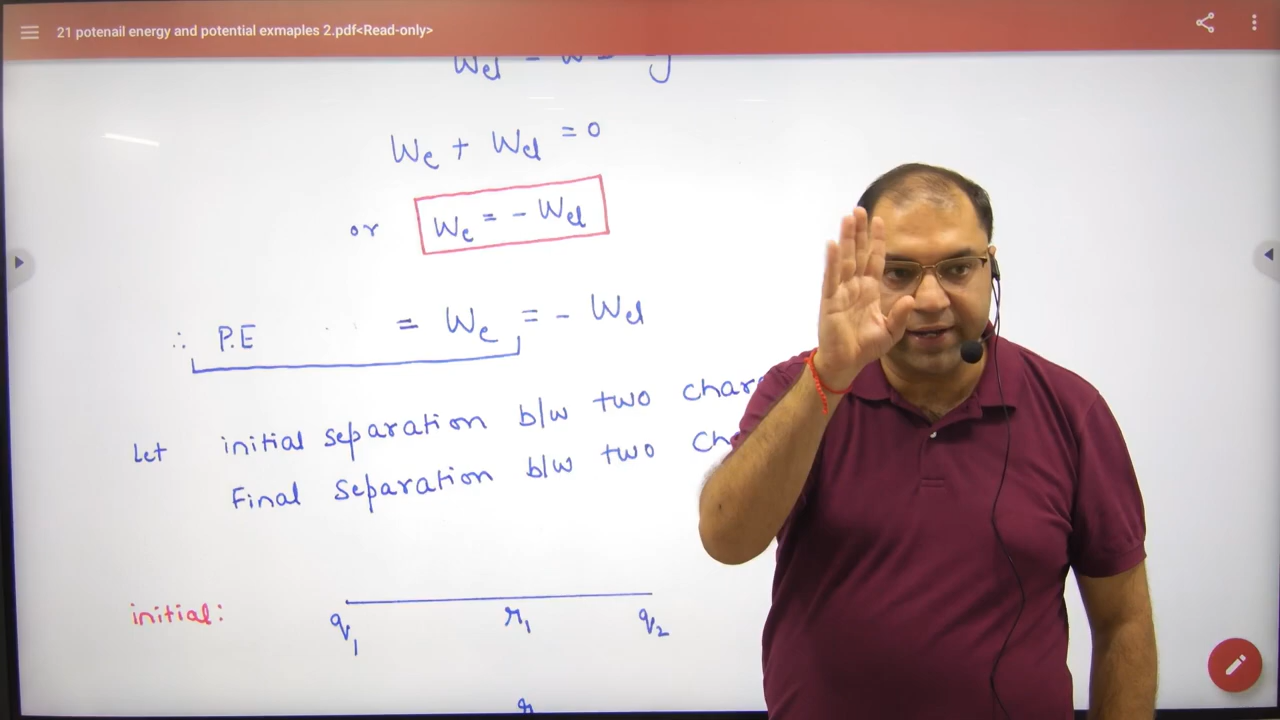 21 potenail energy and potential exmaples 2.pdf<Read-only>
We + Wel = 0
or We = - Wel
∴ P.E = We = - Wel
Let initial separation b/w two
Final separation b/w two
initial:
q1 r1 q2